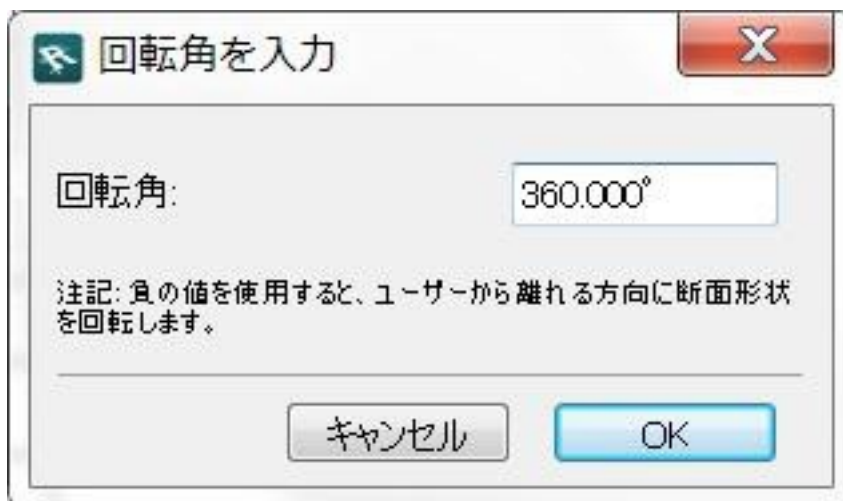 回転角を入力
回転角: 360.000°
注記: 負の値を使用すると、ユーザーから離れる方向に断面形状
を回転します。
キャンセル OK